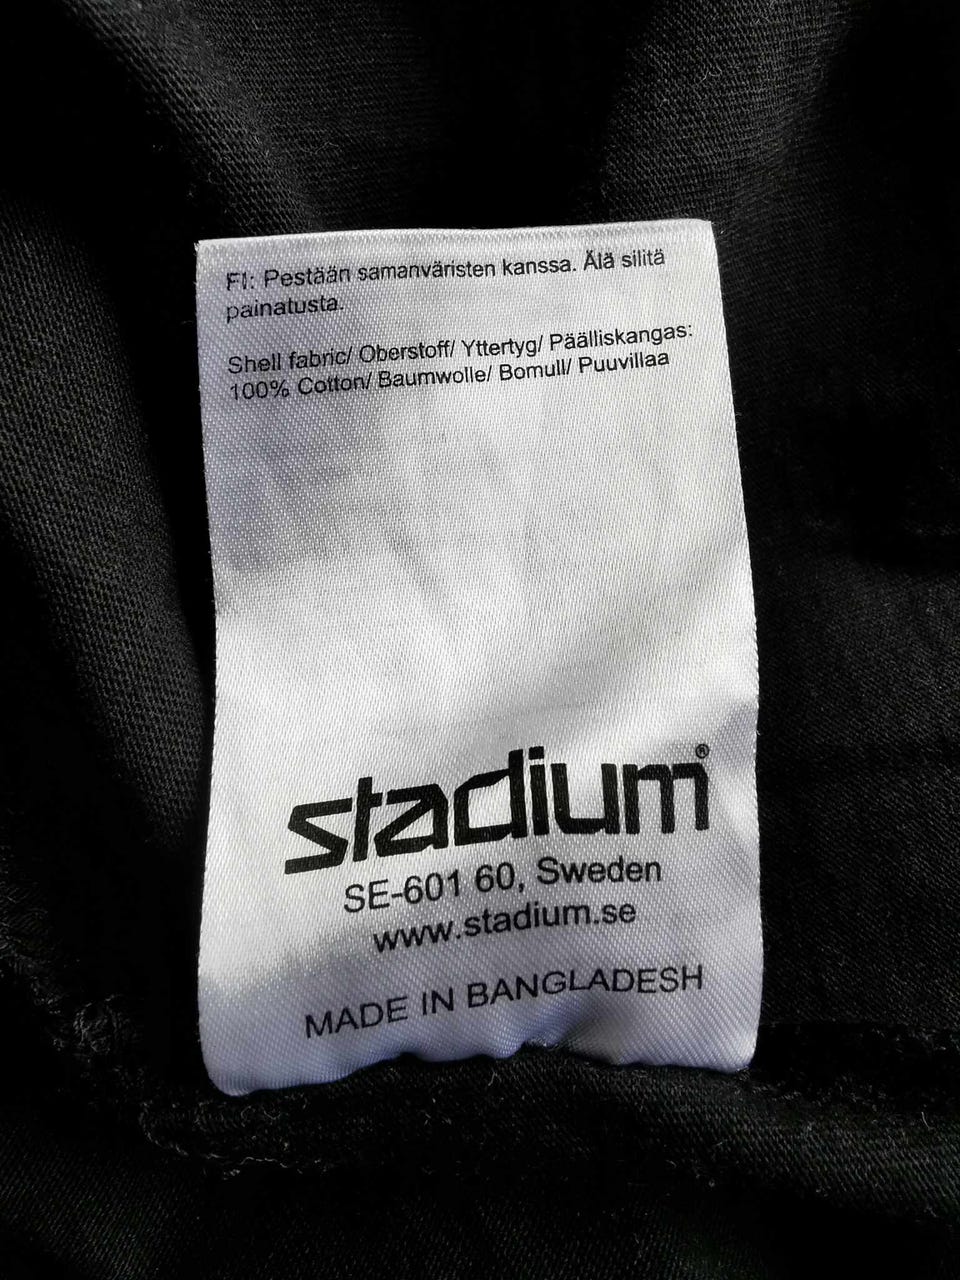 FI: Pestään samanväristen kanssa. Älä silitä
painatusta.
Shell fabric/ Oberstoff/ Yttertyg/ Päälliskangas:
100% Cotton/ Baumwolle/ Bomull/ Puuvillaa
stadium®
SE-601 60, Sweden
www.stadium.se
MADE IN BANGLADESH